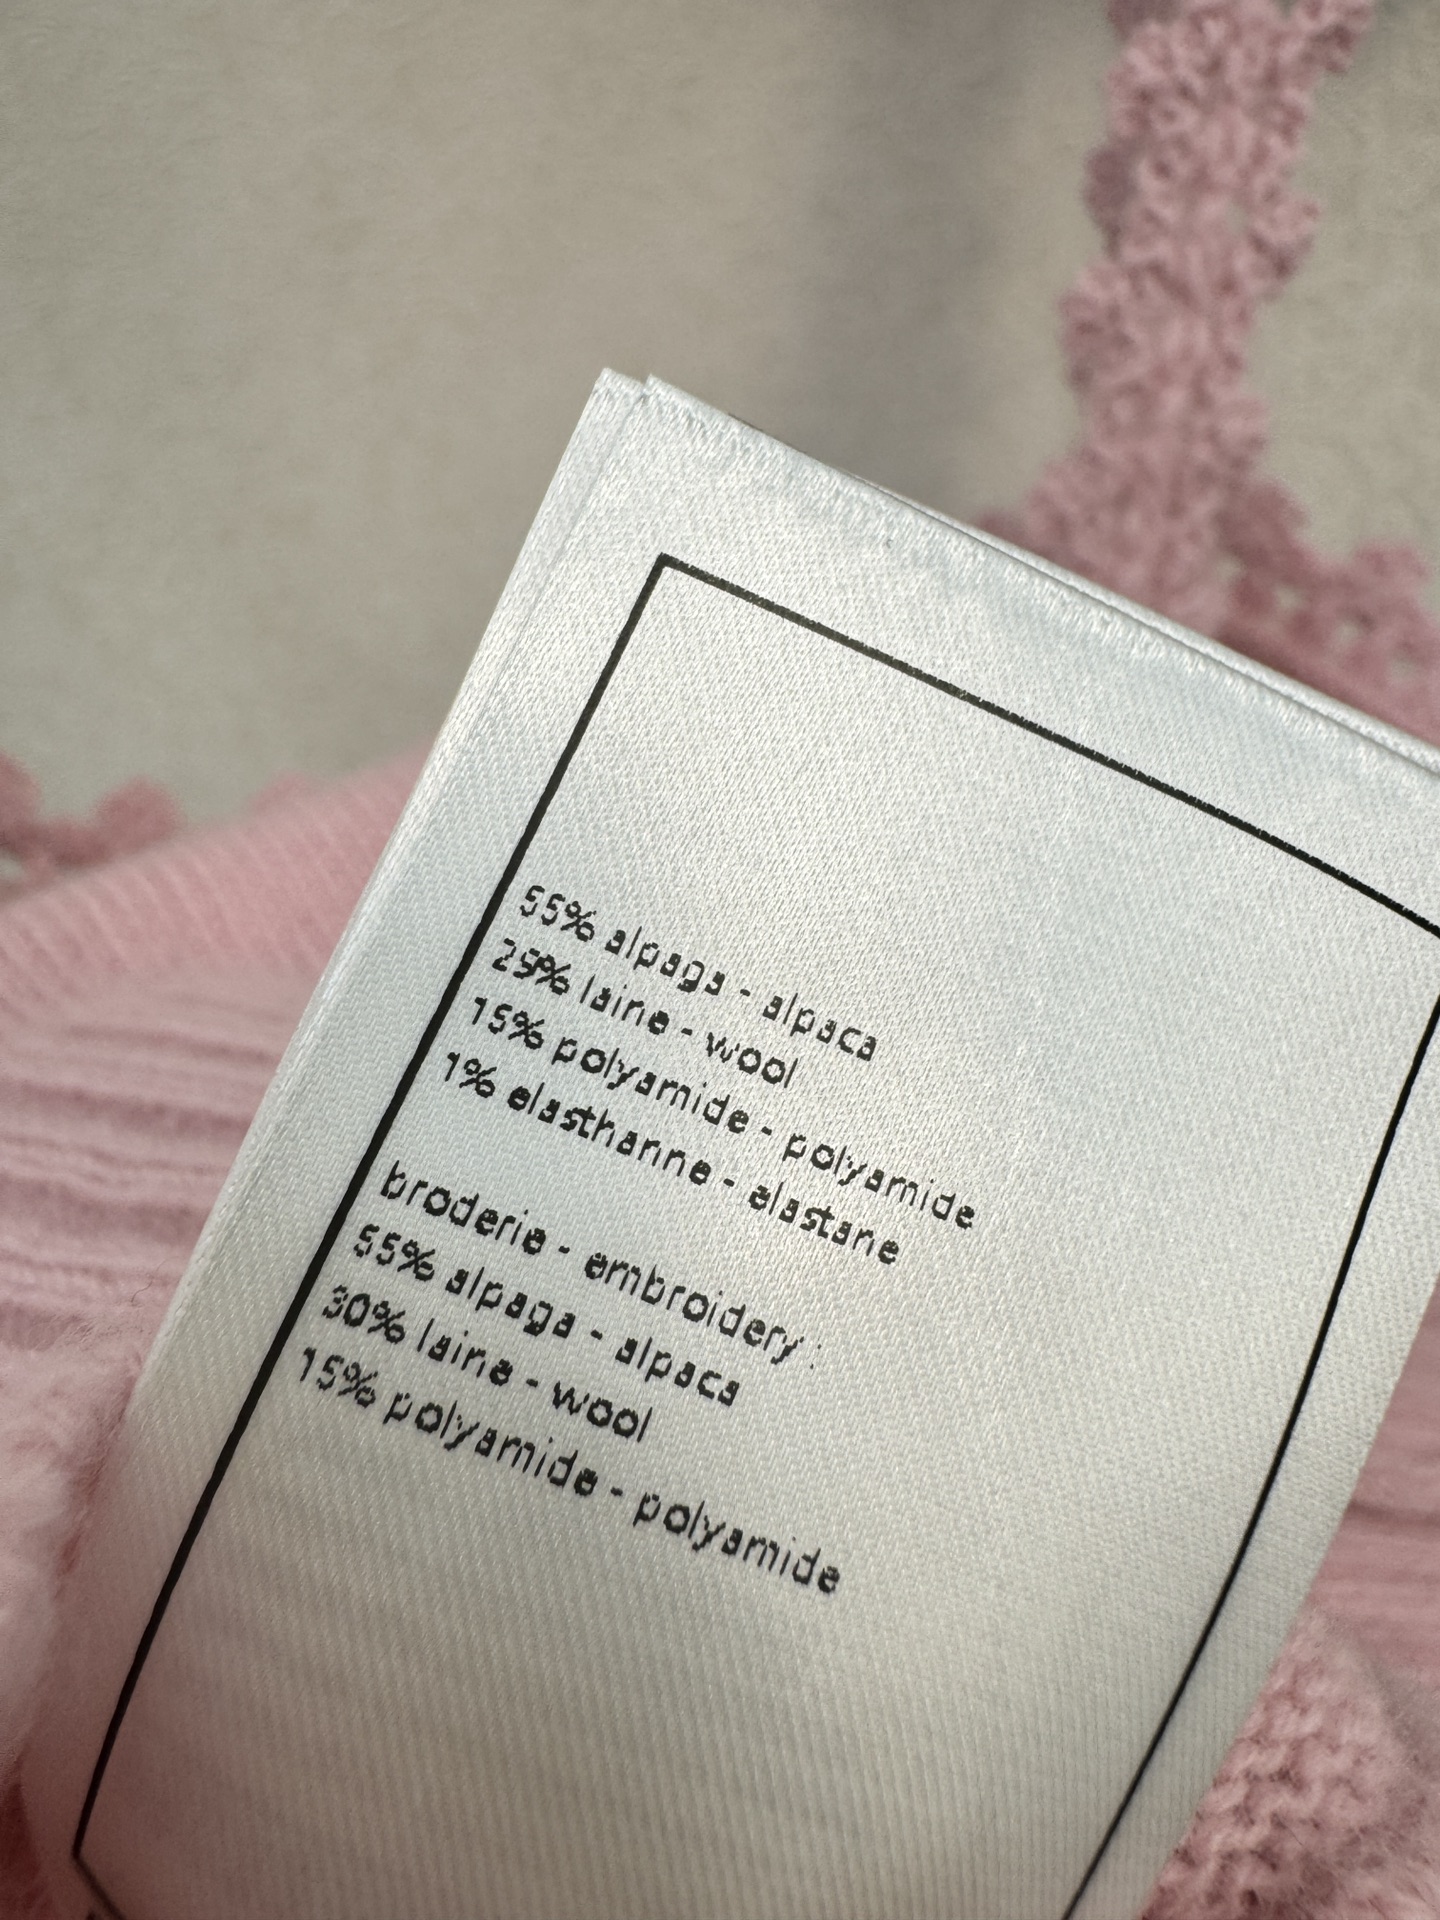 55% alpaga - alpaca
29% laine - wool
15% polyamide - polyamide
1% elasthanne - elastane
broderie - embroidery :
55% alpaga - alpaca
30% laine - wool
15% polyamide - polyamide